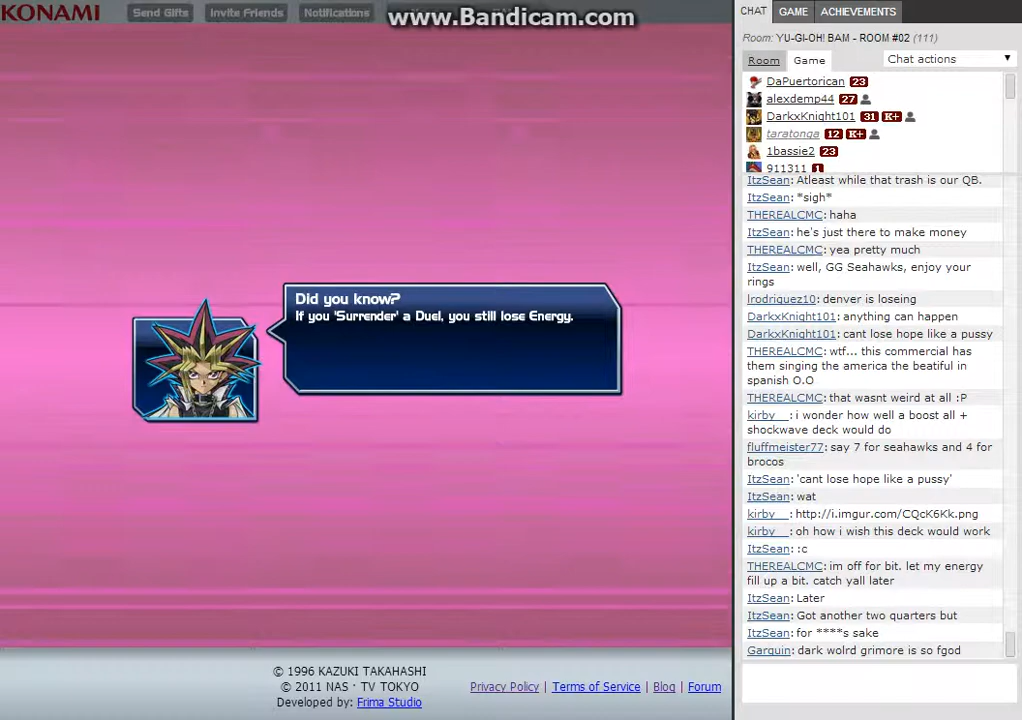 KONAMI
Send Gifts
Invite Friends
Notifications
www.Bandicam.com
Did you know?
If you 'Surrender' a Duel, you still lose Energy.
© 1996 KAZUKI TAKAHASHI
© 2011 NAS · TV TOKYO
Developed by: Frima Studio
Privacy Policy | Terms of Service | Blog | Forum
CHAT GAME ACHIEVEMENTS
Room: YU-GI-OH! BAM - ROOM #02 (111)
Room Game Chat actions
DaPuertorican 23
alexdemp44 27
DarkxKnight101 31 K+
taratonga 12 K+
1bassie2 23
911311 1
ItzSean: Atleast while that trash is our QB.
ItzSean: *sigh*
THEREALCMC: haha
ItzSean: he's just there to make money
THEREALCMC: yea pretty much
ItzSean: well, GG Seahawks, enjoy your
rings
lrodriguez10: denver is loseing
DarkxKnight101: anything can happen
DarkxKnight101: cant lose hope like a pussy
THEREALCMC: wtf... this commercial has
them singing the america the beatiful in
spanish O.O
THEREALCMC: that wasnt weird at all :P
kirby__: i wonder how well a boost all +
shockwave deck would do
fluffmeister77: say 7 for seahawks and 4 for
brocos
ItzSean: 'cant lose hope like a pussy'
ItzSean: wat
kirby__: http://i.imgur.com/CQcK6Kk.png
kirby__: oh how i wish this deck would work
ItzSean: :c
THEREALCMC: im off for bit. let my energy
fill up a bit. catch yall later
ItzSean: Later
ItzSean: Got another two quarters but
ItzSean: for ****s sake
Garquin: dark wolrd grimore is so fgod